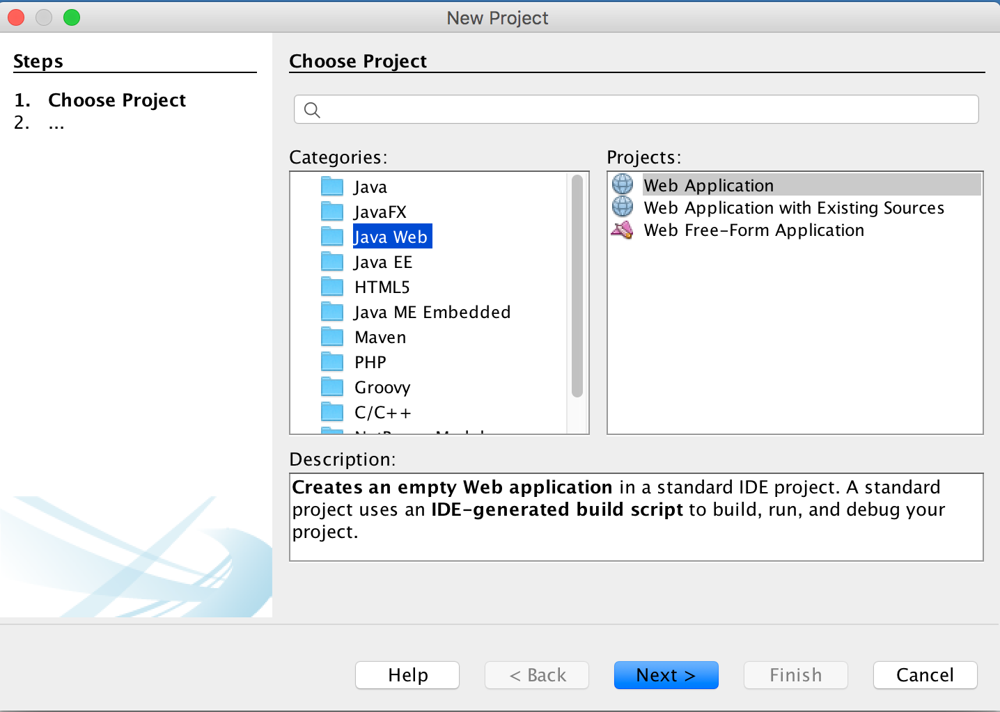 New Project
Steps
1. Choose Project
2. ...
Choose Project
Categories:
Java
JavaFX
Java Web
Java EE
HTML5
Java ME Embedded
Maven
PHP
Groovy
C/C++
Projects:
Web Application
Web Application with Existing Sources
Web Free-Form Application
Description:
Creates an empty Web application in a standard IDE project. A standard
project uses an IDE-generated build script to build, run, and debug your
project.
Help
< Back
Next >
Finish
Cancel